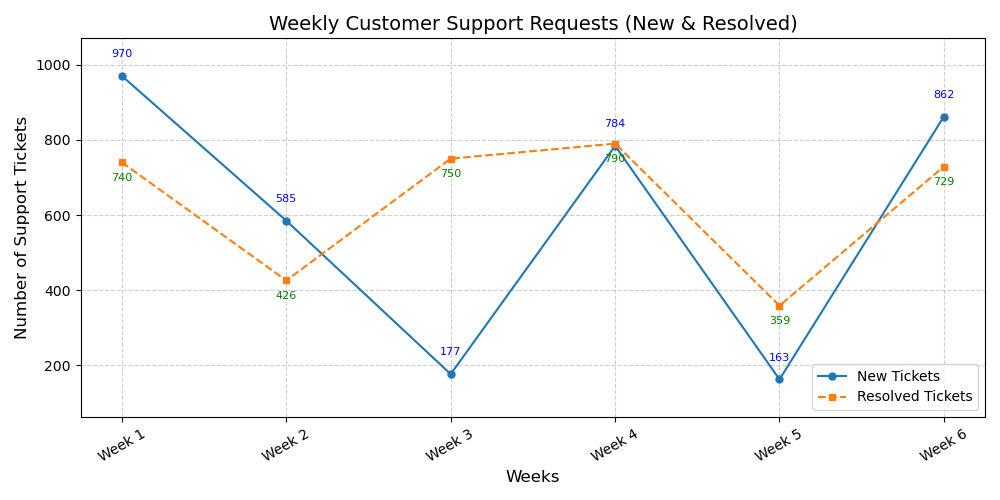 Weekly Customer Support Requests (New & Resolved)
Number of Support Tickets
1000
800
600
400
200
970
740
585
426
177
750
784
790
163
359
862
729
Week 1
Week 2
Week 3
Week 4
Week 5
Week 6
Weeks
New Tickets
Resolved Tickets